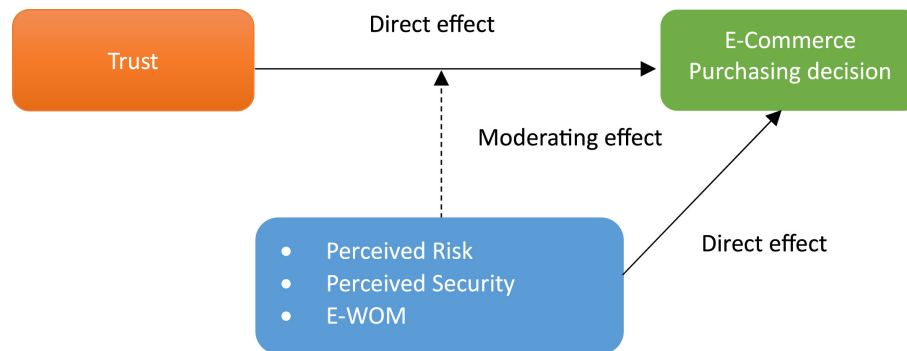 Direct effect
Trust
E-Commerce
Purchasing decision
Moderating effect
• Perceived Risk
• Perceived Security
• E-WOM
Direct effect